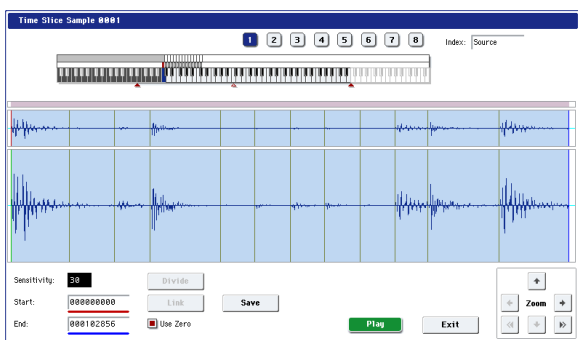 Time Slice Sample 0001
1 2 3 4 5 6 7 8 Index: Source
Sensitivity: 30 Divide
Start: 000000000 Link Save Zoom
End: 000102856 Use Zero Play Exit